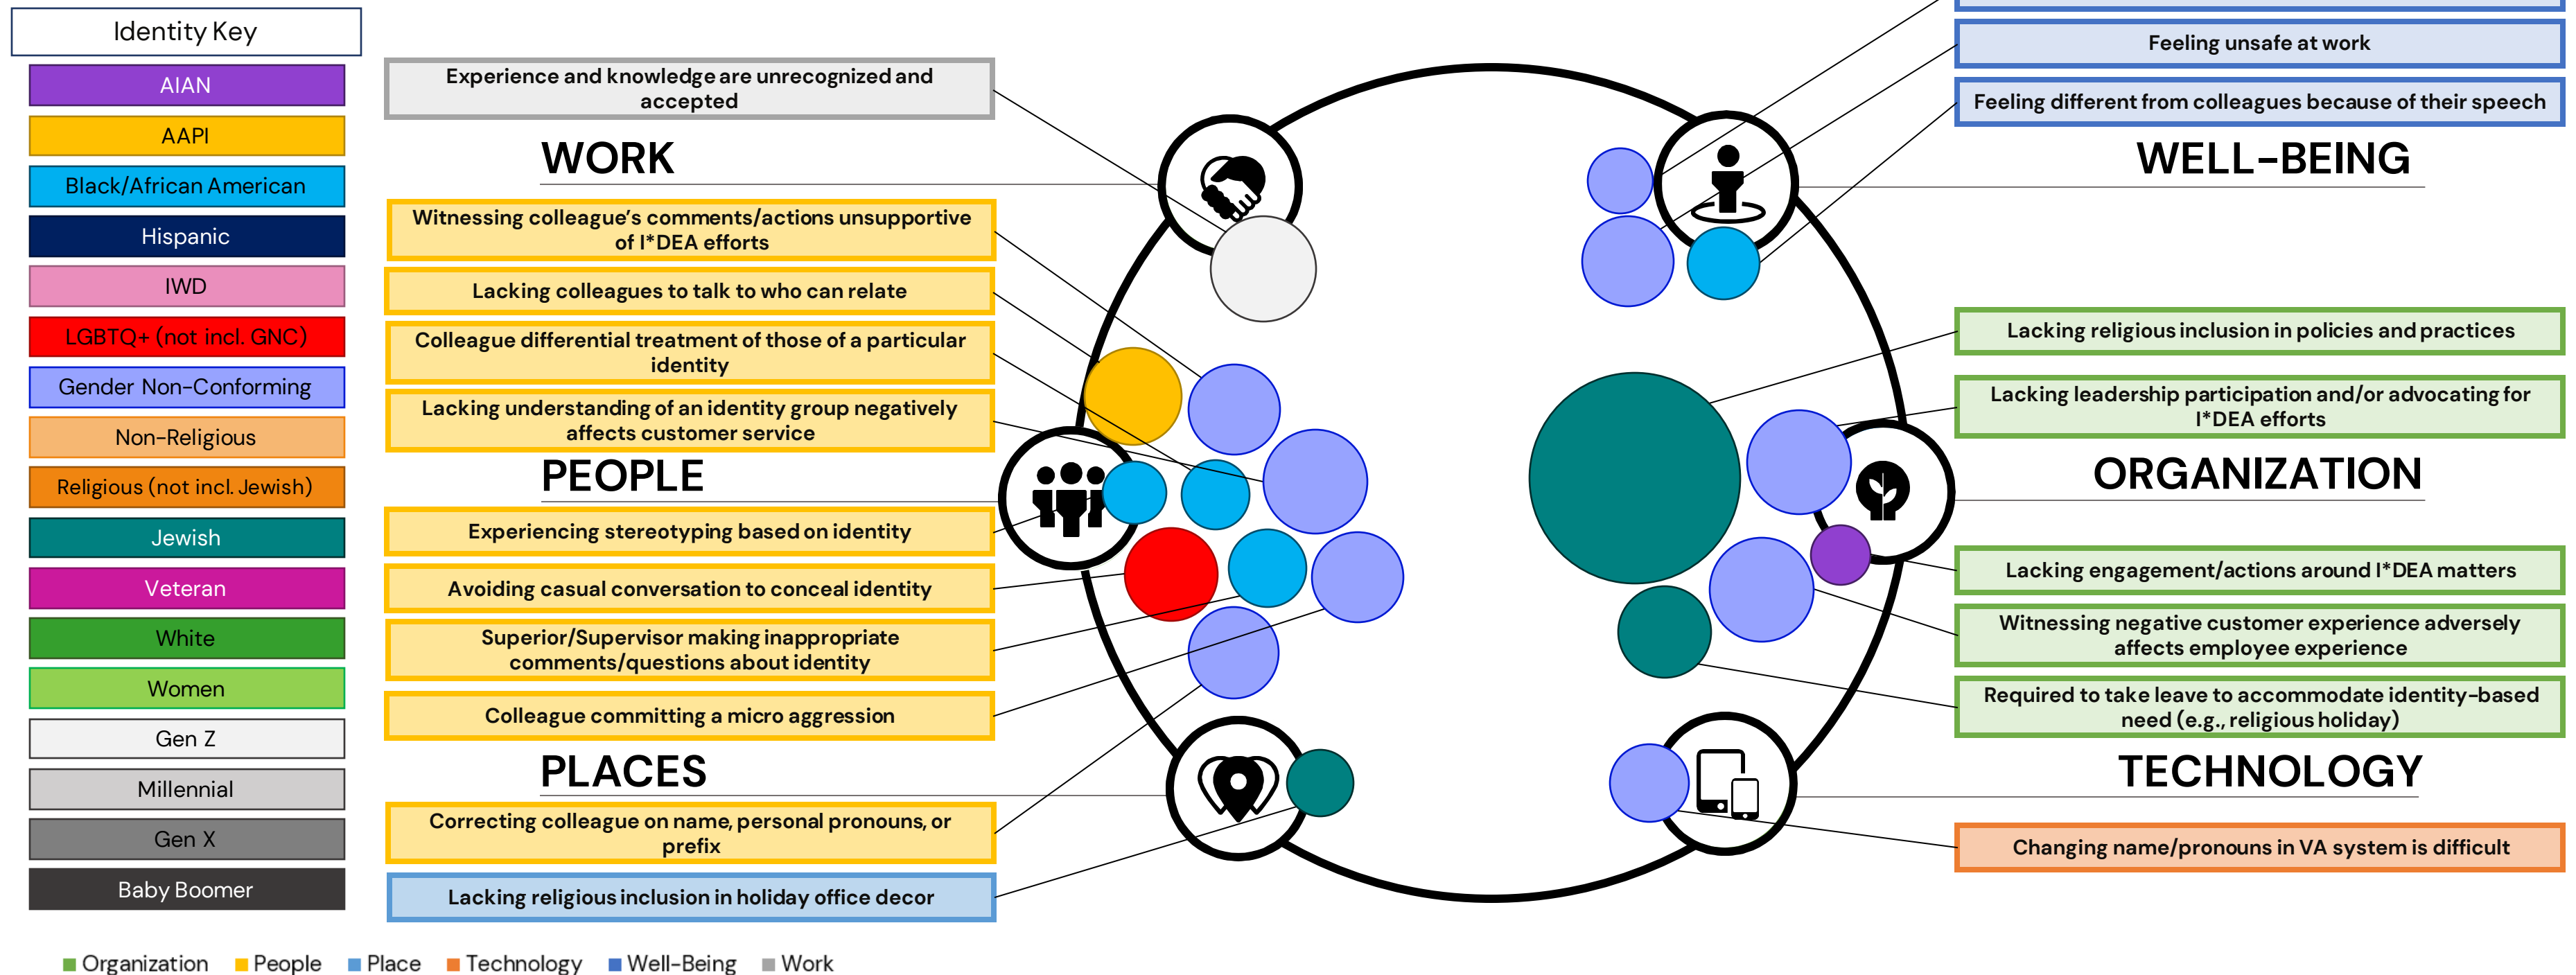 Identity Key
AIAN
AAPI
Black/African American
Hispanic
IWD
LGBTQ+ (not incl. GNC)
Gender Non-Conforming
Non-Religious
Religious (not incl. Jewish)
Jewish
Veteran
White
Women
Gen Z
Millennial
Gen X
Baby Boomer
Experience and knowledge are unrecognized and
accepted
WORK
Witnessing colleague's comments/actions unsupportive
of I*DEA efforts
Lacking colleagues to talk to who can relate
Colleague differential treatment of those of a particular
identity
Lacking understanding of an identity group negatively
affects customer service
PEOPLE
Experiencing stereotyping based on identity
Avoiding casual conversation to conceal identity
Superior/Supervisor making inappropriate
comments/questions about identity
Colleague committing a micro aggression
PLACES
Correcting colleague on name, personal pronouns, or
prefix
Lacking religious inclusion in holiday office decor
Feeling unsafe at work
Feeling different from colleagues because of their speech
WELL-BEING
Lacking religious inclusion in policies and practices
Lacking leadership participation and/or advocating for
I*DEA efforts
ORGANIZATION
Lacking engagement/actions around I*DEA matters
Witnessing negative customer experience adversely
affects employee experience
Required to take leave to accommodate identity-based
need (e.g., religious holiday)
TECHNOLOGY
Changing name/pronouns in VA system is difficult
Organization People Place Technology Well-Being Work